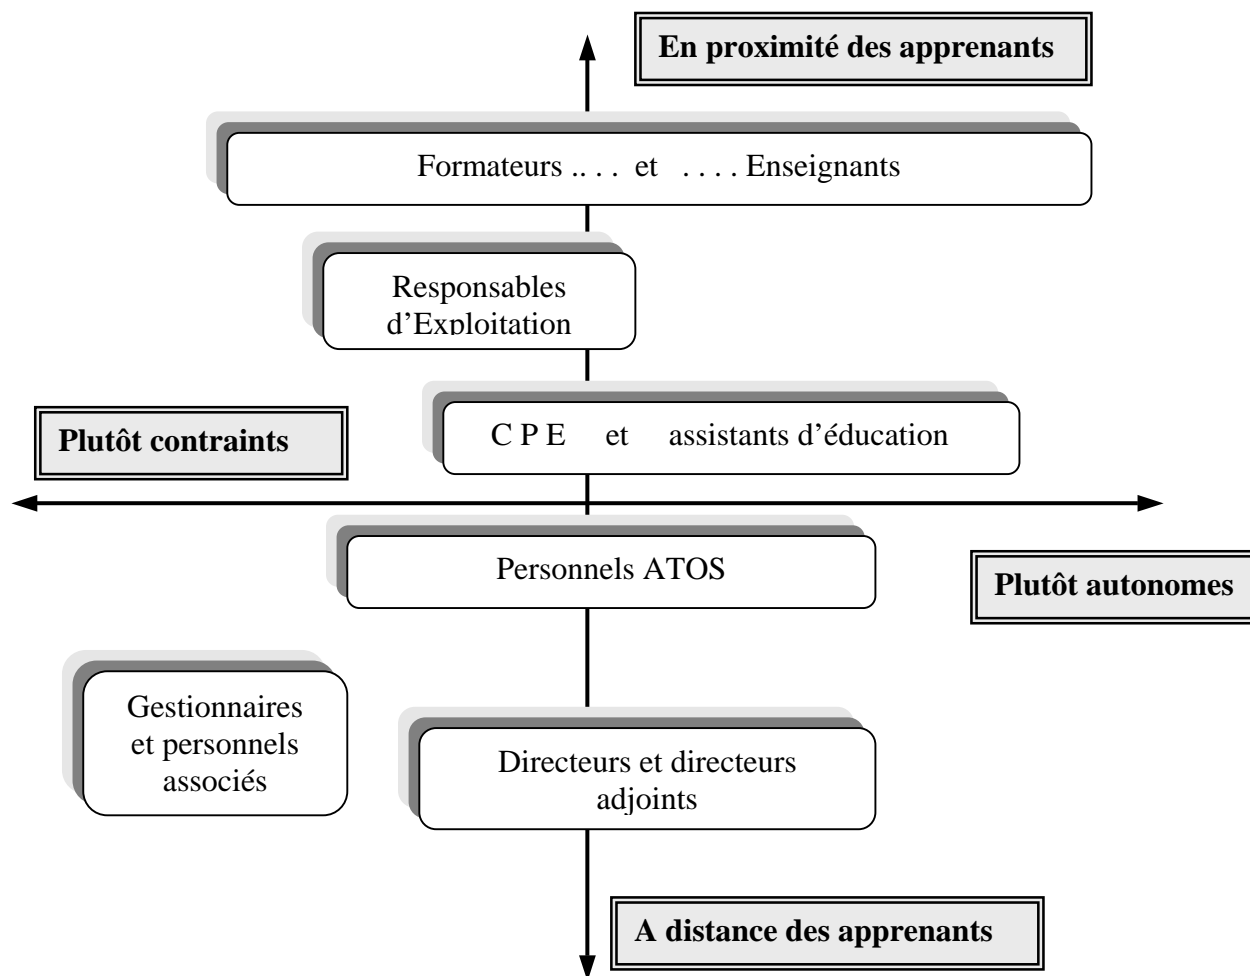 En proximité des apprenants
Formateurs .. . .  et  . . . . Enseignants
Responsables
d’Exploitation
C P E  et  assistants d’éducation
Plutôt contraints
Personnels ATOS
Plutôt autonomes
Gestionnaires
et personnels
associés
Directeurs et directeurs
adjoints
A distance des apprenants